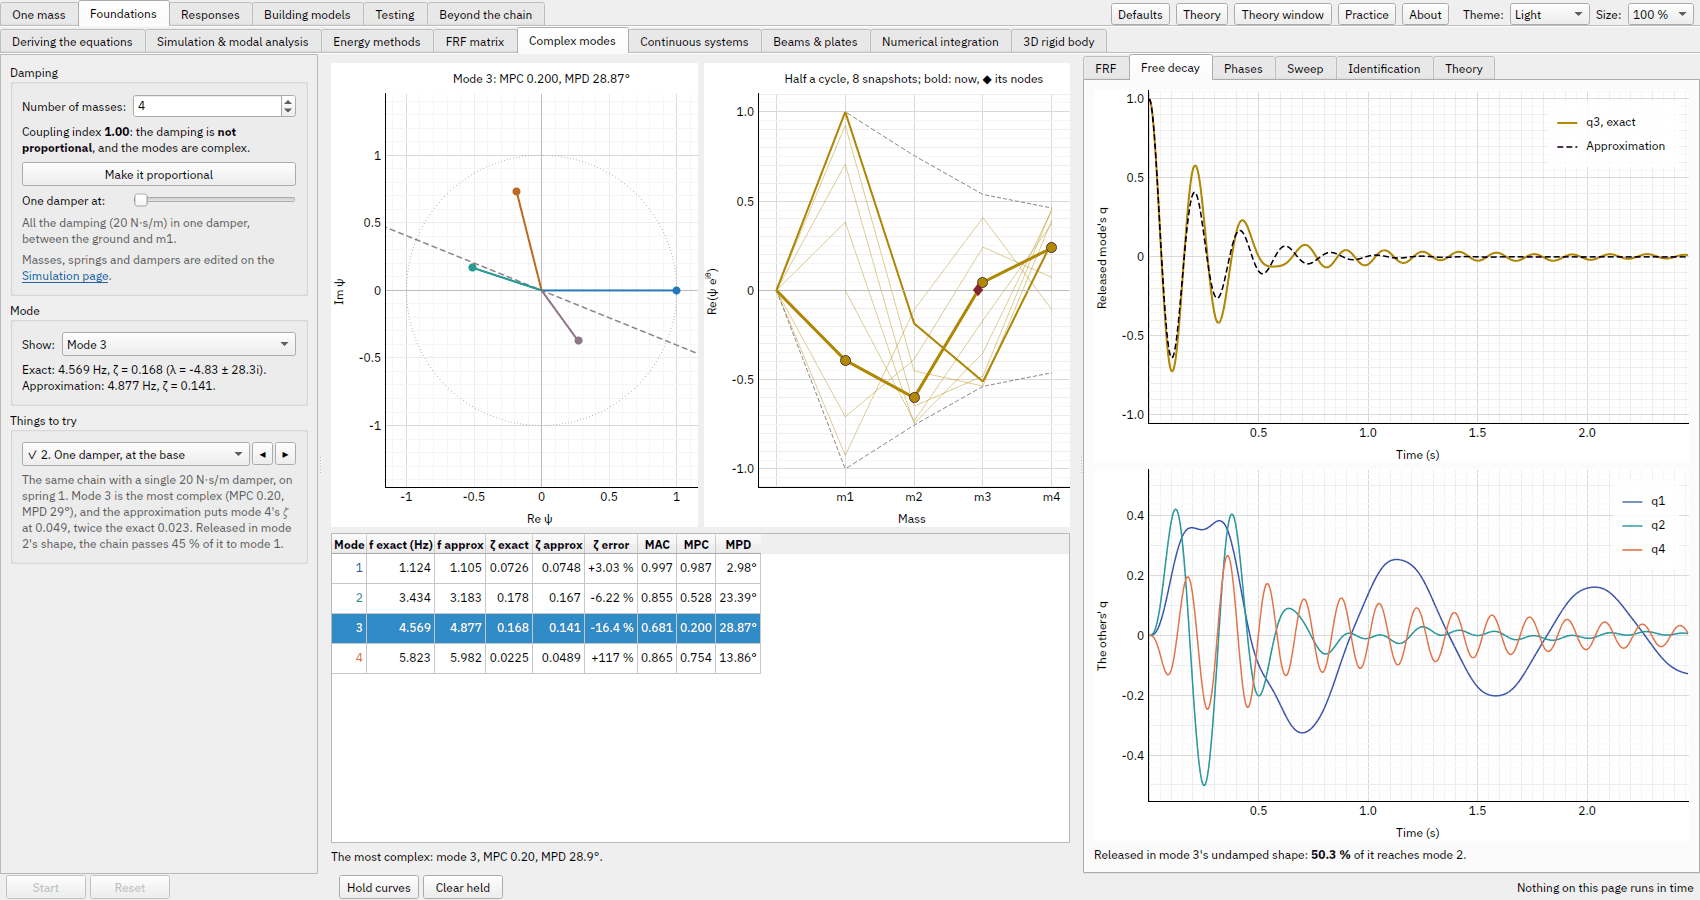 One mass
Foundations
Responses
Building models
Testing
Beyond the chain
Defaults
Theory
Theory window
Practice
About
Theme:
Light
Size:
100 %
Deriving the equations
Simulation & modal analysis
Energy methods
FRF matrix
Complex modes
Continuous systems
Beams & plates
Numerical integration
3D rigid body
Damping
Number of masses:
4
Coupling index 1.00: the damping is not
proportional, and the modes are complex.
Make it proportional
One damper at:
All the damping (20 N·s/m) in one damper,
between the ground and m1.
Masses, springs and dampers are edited on the
Simulation page.
Mode
Show:
Mode 3
Exact: 4.569 Hz, ζ = 0.168 (λ = -4.83 ± 28.3i).
Approximation: 4.877 Hz, ζ = 0.141.
Things to try
✓ 2. One damper, at the base
◄
►
The same chain with a single 20 N·s/m damper, on
spring 1. Mode 3 is the most complex (MPC 0.20,
MPD 29°), and the approximation puts mode 4's ζ
at 0.049, twice the exact 0.023. Released in mode
2's shape, the chain passes 45 % of it to mode 1.
Start
Reset
Mode 3: MPC 0.200, MPD 28.87°
1
0.5
0
-0.5
-1
Im ψ
-1
-0.5
0
0.5
1
Re ψ
Half a cycle, 8 snapshots; bold: now, ◆ its nodes
1.0
0.5
0
-0.5
-1.0
Re(ψ e^iθ)
m1
m2
m3
m4
Mass
Mode f exact (Hz) f approx ζ exact ζ approx ζ error MAC MPC MPD
1 1.124 1.105 0.0726 0.0748 +3.03 % 0.997 0.987 2.98°
2 3.434 3.183 0.178 0.167 -6.22 % 0.855 0.528 23.39°
3 4.569 4.877 0.168 0.141 -16.4 % 0.681 0.200 28.87°
4 5.823 5.982 0.0225 0.0489 +117 % 0.865 0.754 13.86°
The most complex: mode 3, MPC 0.20, MPD 28.9°.
Hold curves
Clear held
FRF
Free decay
Phases
Sweep
Identification
Theory
1.0
0.5
0
-0.5
-1.0
Released mode's q
q3, exact
Approximation
0.5
1.0
1.5
2.0
Time (s)
0.4
0.2
0
-0.2
-0.4
The others' q
q1
q2
q4
0.5
1.0
1.5
2.0
Time (s)
Released in mode 3's undamped shape: 50.3 % of it reaches mode 2.
Nothing on this page runs in time